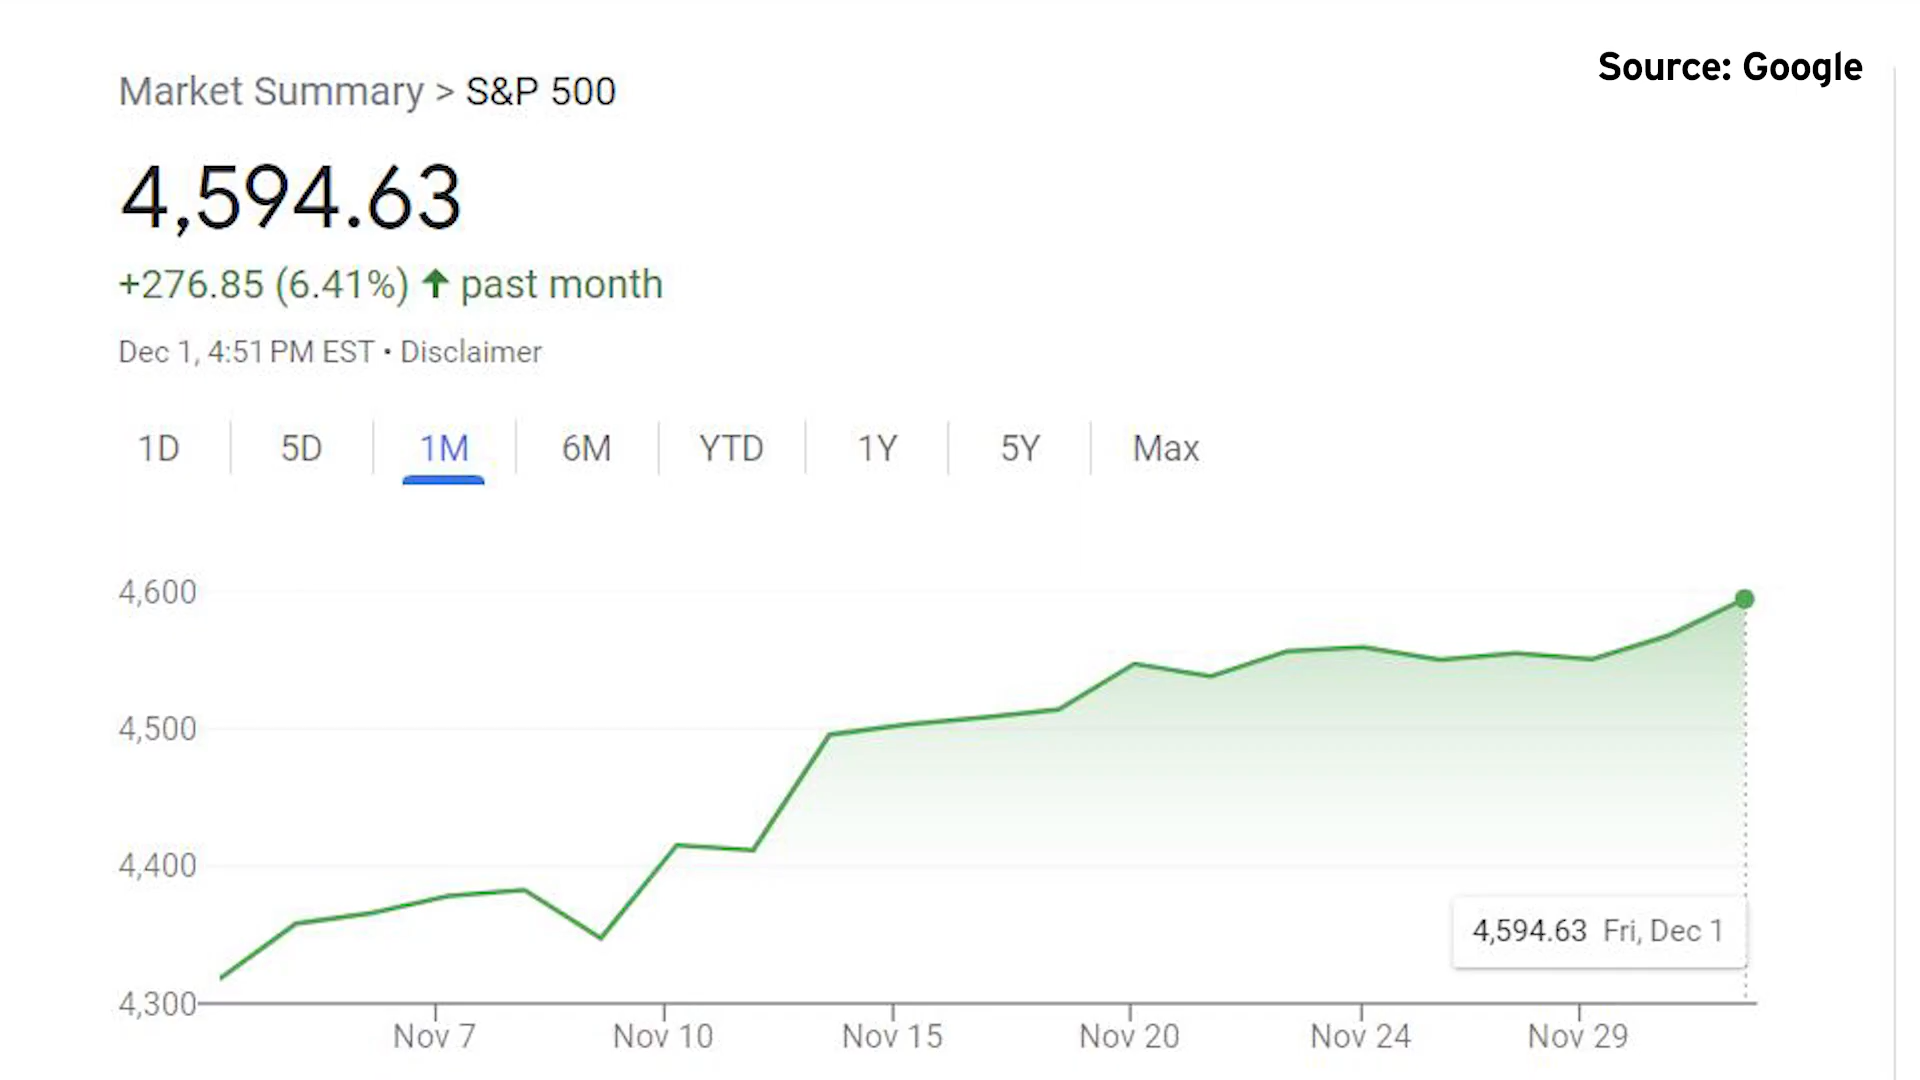 Source: Google
Market Summary > S&P 500
4,594.63
+276.85 (6.41%) ↑ past month
Dec 1, 4:51 PM EST • Disclaimer
1D 5D 1M 6M YTD 1Y 5Y Max
4,600
4,500
4,400
4,594.63 Fri, Dec 1
4,300
Nov 7 Nov 10 Nov 15 Nov 20 Nov 24 Nov 29